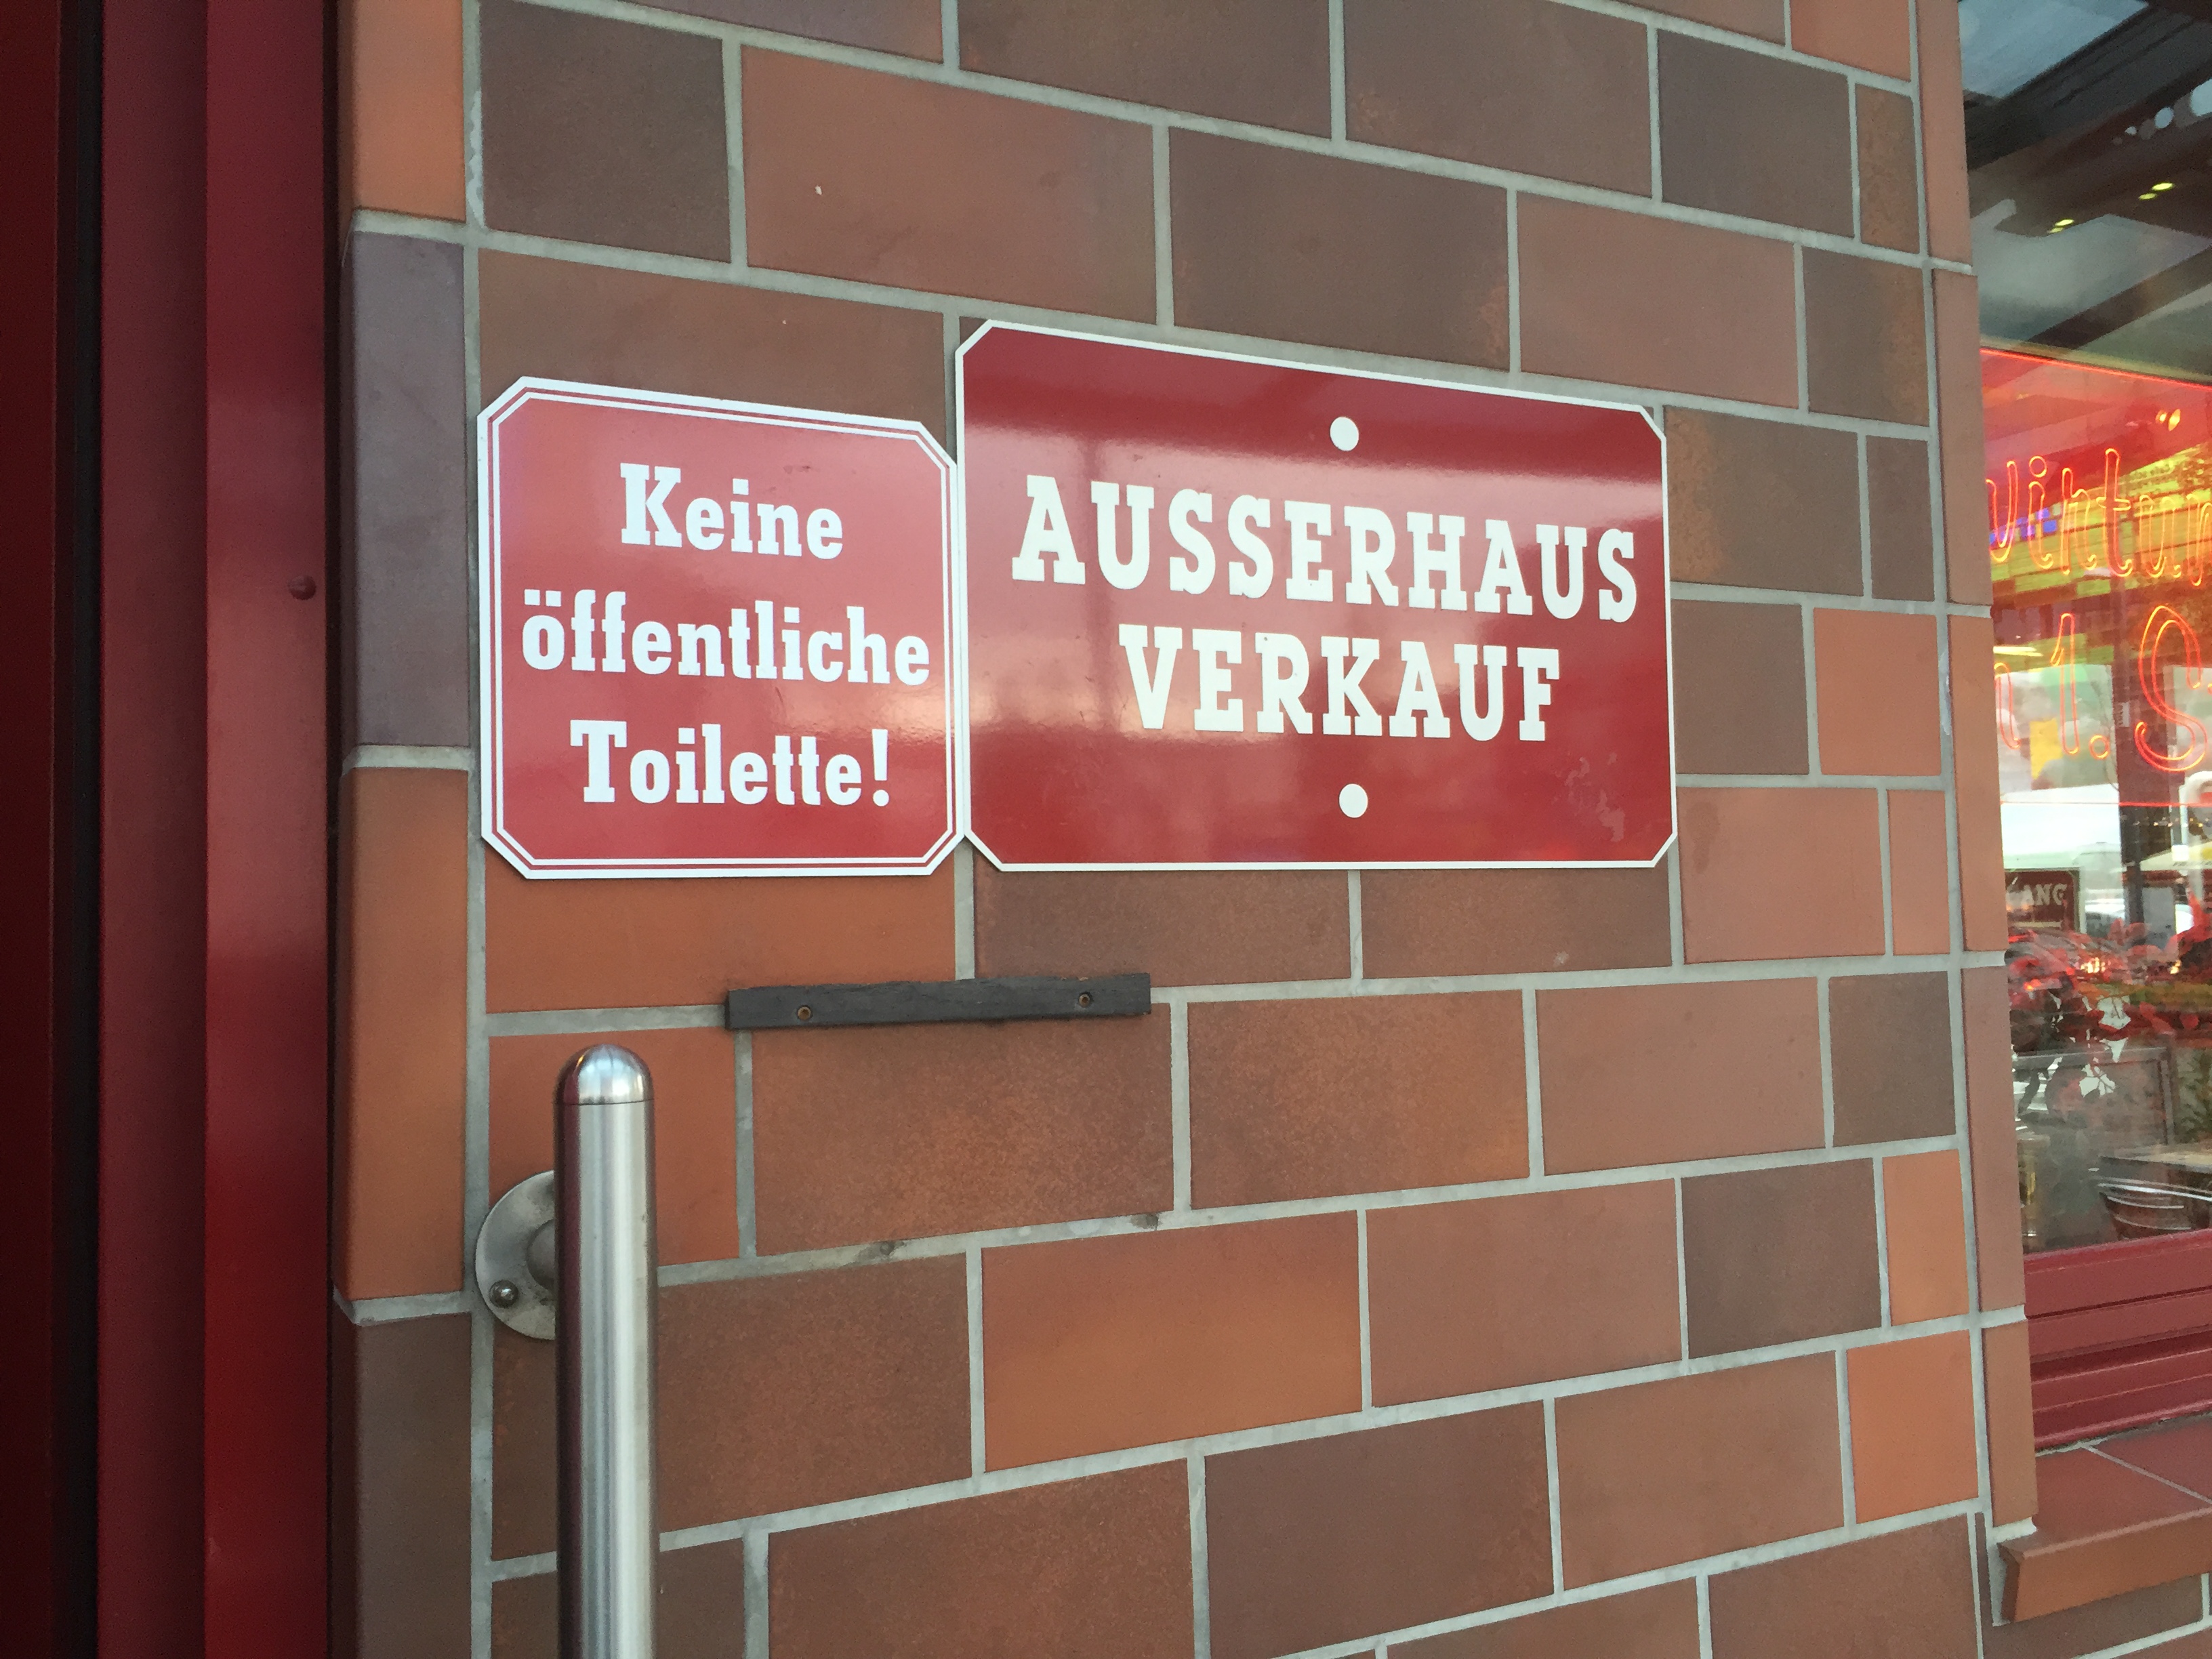 Keine
öffentliche
Toilette!
AUSSERHAUS
VERKAUF